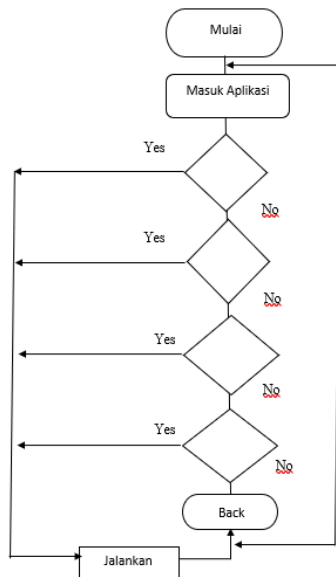 Mulai
Masuk Aplikasi
Yes
No
Yes
No
Yes
No
Yes
No
Back
Jalankan